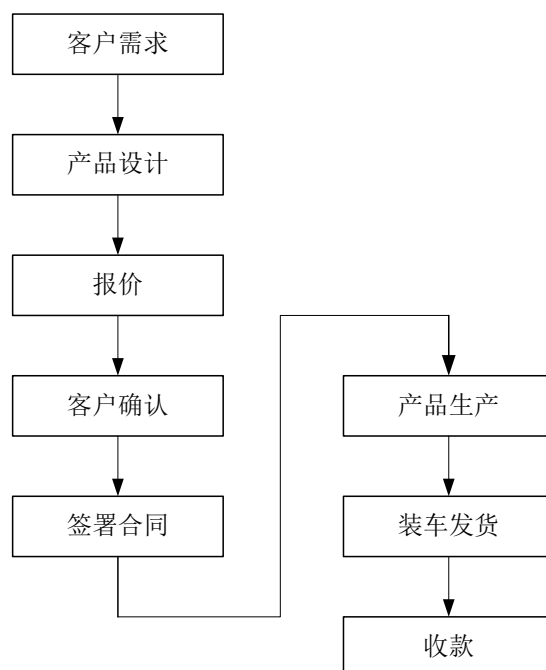 客户需求
产品设计
报价
客户确认
签署合同
产品生产
装车发货
收款